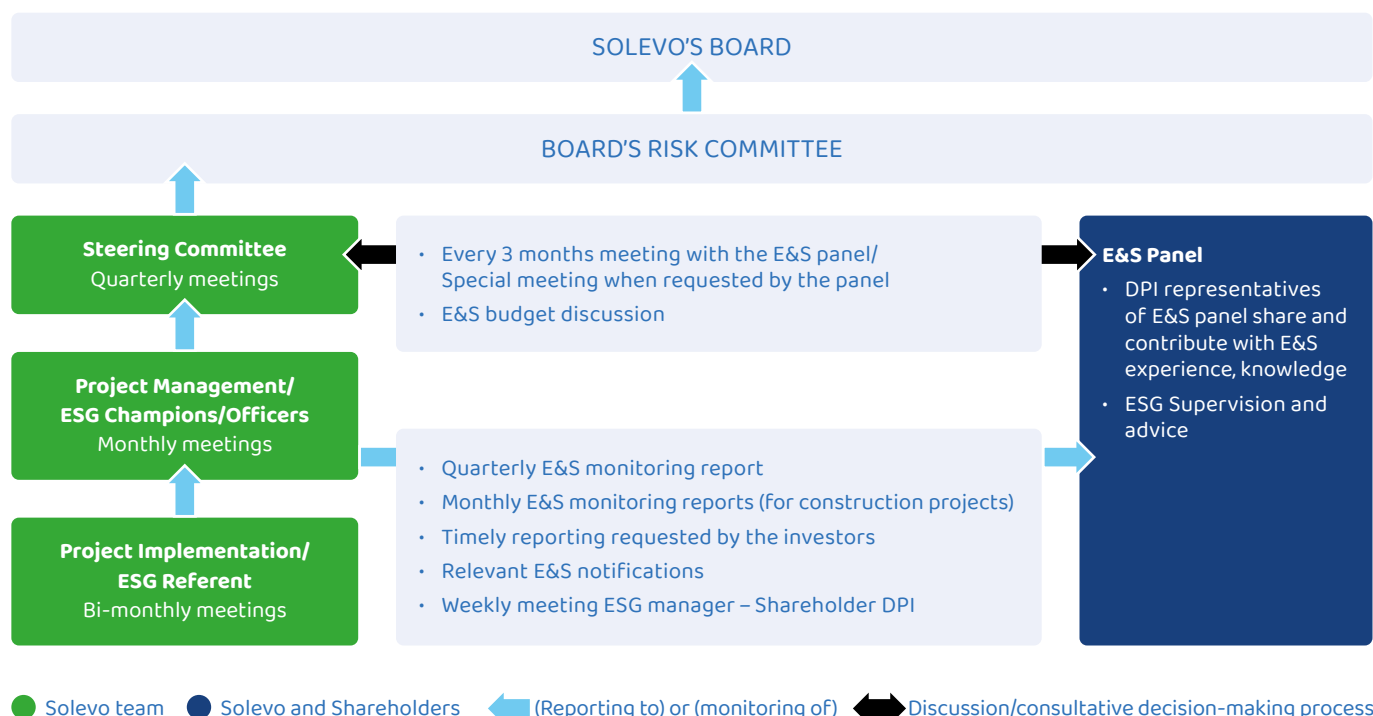 SOLEVO'S BOARD
BOARD'S RISK COMMITTEE
Steering Committee
Quarterly meetings
• Every 3 months meeting with the E&S panel/
Special meeting when requested by the panel
• E&S budget discussion
E&S Panel
• DPI representatives
of E&S panel share and
contribute with E&S
experience, knowledge
• ESG Supervision and
advice
Project Management/
ESG Champions/Officers
Monthly meetings
• Quarterly E&S monitoring report
• Monthly E&S monitoring reports (for construction projects)
• Timely reporting requested by the investors
• Relevant E&S notifications
• Weekly meeting ESG manager – Shareholder DPI
Project Implementation/
ESG Referent
Bi-monthly meetings
Solevo team
Solevo and Shareholders
(Reporting to) or (monitoring of)
Discussion/consultative decision-making process